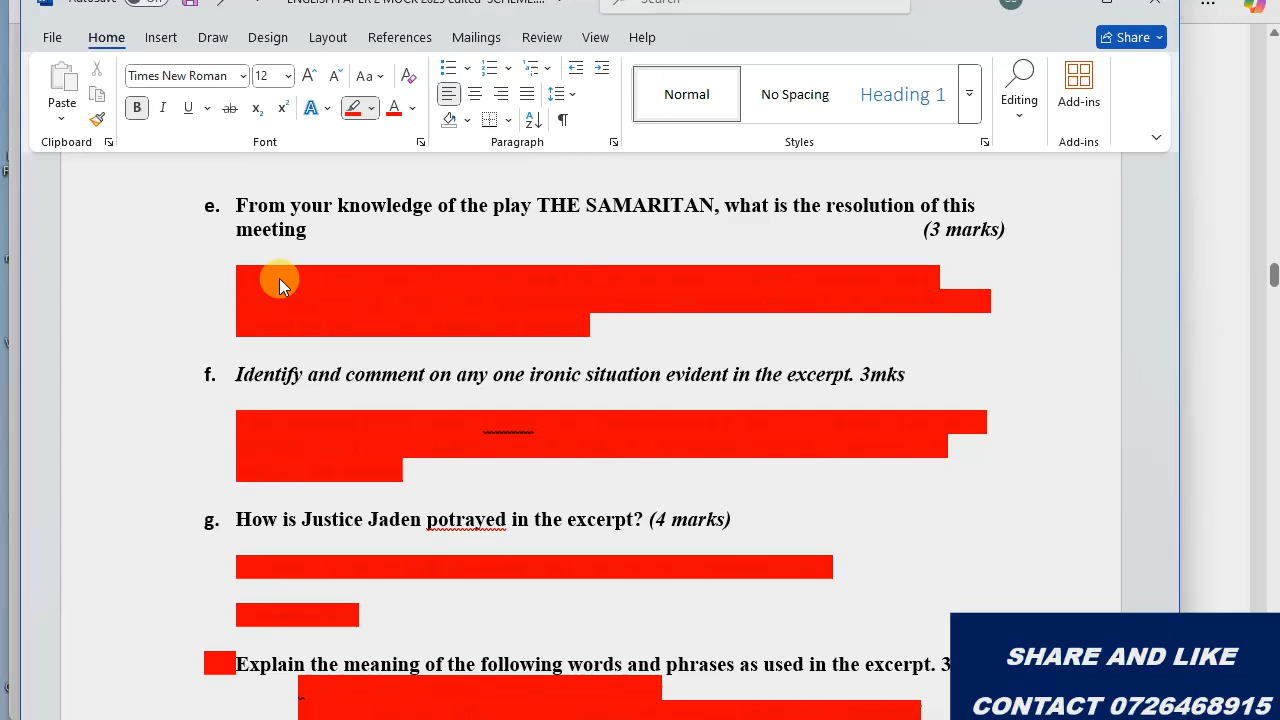 File Home Insert Draw Design Layout References Mailings Review View Help Share
Times New Roman 12 Aa
Paste B I U ab x₂ x² A A Normal No Spacing Heading 1 Editing Add-ins
Clipboard Font Paragraph Styles Add-ins
e. From your knowledge of the play THE SAMARITAN, what is the resolution of this
meeting (3 marks)
f. Identify and comment on any one ironic situation evident in the excerpt. 3mks
g. How is Justice Jaden potrayed in the excerpt? (4 marks)
Explain the meaning of the following words and phrases as used in the excerpt. 3
SHARE AND LIKE
CONTACT 0726468915